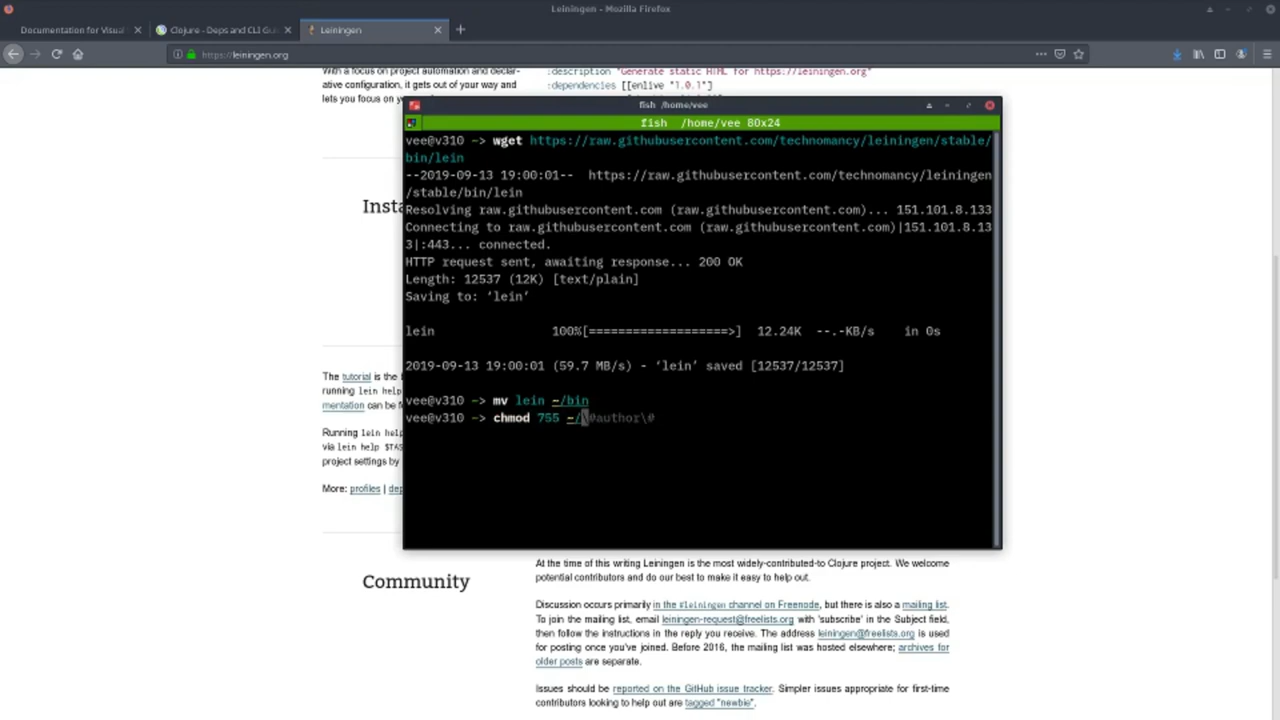 Leiningen - Mozilla Firefox
Documentation for Visual
Clojure - Deps and CLI Gui
Leiningen
https://leiningen.org
With a focus on project automation and declar-
ative configuration, it gets out of your way and
lets you focus on y
:description "Generate static HTML for https://leiningen.org"
:dependencies [[enlive "1.0.1"]
fish /home/vee
fish /home/vee 80x24
vee@v310 ~> wget https://raw.githubusercontent.com/technomancy/leiningen/stable/
bin/lein
--2019-09-13 19:00:01-- https://raw.githubusercontent.com/technomancy/leiningen
/stable/bin/lein
Resolving raw.githubusercontent.com (raw.githubusercontent.com)... 151.101.8.133
Connecting to raw.githubusercontent.com (raw.githubusercontent.com)|151.101.8.13
3|:443... connected.
HTTP request sent, awaiting response... 200 OK
Length: 12537 (12K) [text/plain]
Saving to: ‘lein’
lein 100%[===================>] 12.24K --.-KB/s in 0s
2019-09-13 19:00:01 (59.7 MB/s) - ‘lein’ saved [12537/12537]
vee@v310 ~> mv lein ~/bin
vee@v310 ~> chmod 755 ~/\#author\#
Insta
The tutorial is the f
running lein help
mentation can be f
Running lein help
via lein help $TAS
project settings by
More: profiles | dep
Community
At the time of this writing Leiningen is the most widely-contributed-to Clojure project. We welcome
potential contributors and do our best to make it easy to help out.
Discussion occurs primarily in the #leiningen channel on Freenode, but there is also a mailing list.
To join the mailing list, email leiningen-request@freelists.org with 'subscribe' in the Subject field,
then follow the instructions in the reply you receive. The address leiningen@freelists.org is used
for posting once you've joined. Before 2016, the mailing list was hosted elsewhere; archives for
older posts are separate.
Issues should be reported on the GitHub issue tracker. Simpler issues appropriate for first-time
contributors looking to help out are tagged "newbie".